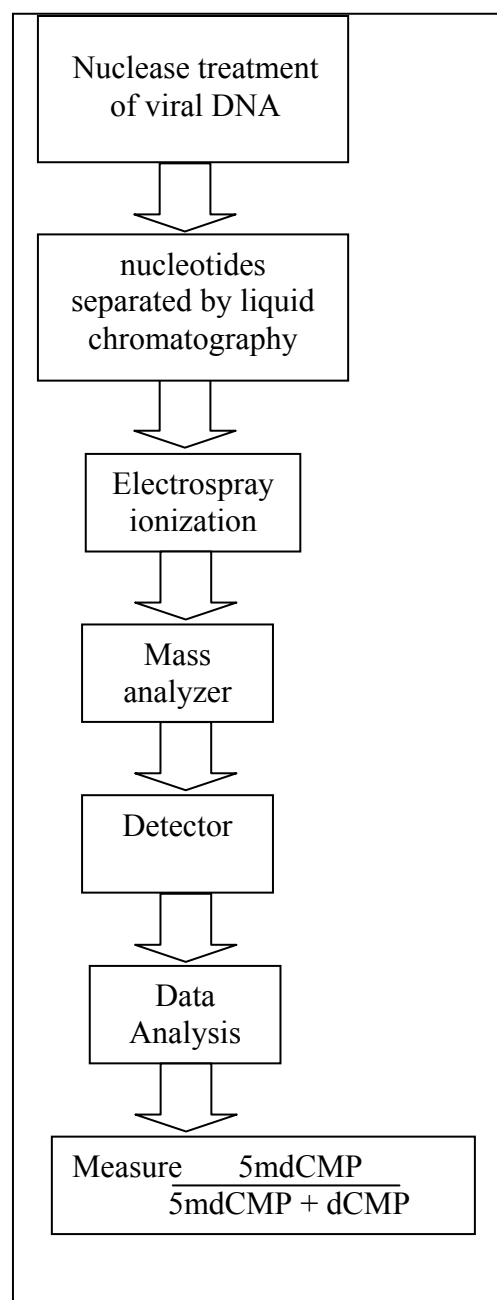 Nuclease treatment
of viral DNA
nucleotides
separated by liquid
chromatography
Electrospray
ionization
Mass
analyzer
Detector
Data
Analysis
Measure 5mdCMP
5mdCMP + dCMP